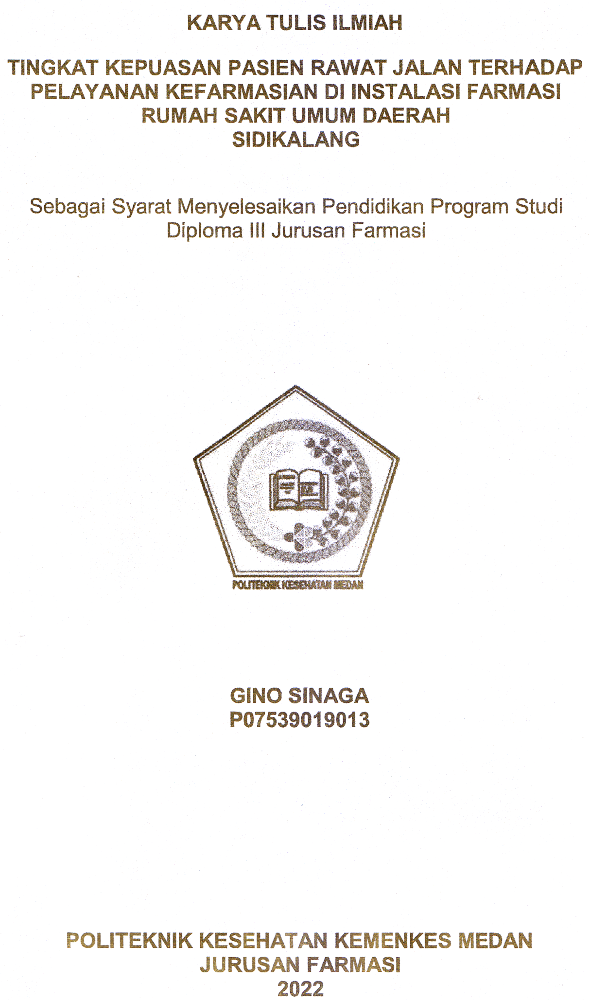 KARYA TULIS ILMIAH
TINGKAT KEPUASAN PASIEN RAWAT JALAN TERHADAP
PELAYANAN KEFARMASIAN DI INSTALASI FARMASI
RUMAH SAKIT UMUM DAERAH
SIDIKALANG
Sebagai Syarat Menyelesaikan Pendidikan Program Studi
Diploma III Jurusan Farmasi
POLITEKNIK KESEHATAN MEDAN
GINO SINAGA
P07539019013
POLITEKNIK KESEHATAN KEMENKES MEDAN
JURUSAN FARMASI
2022